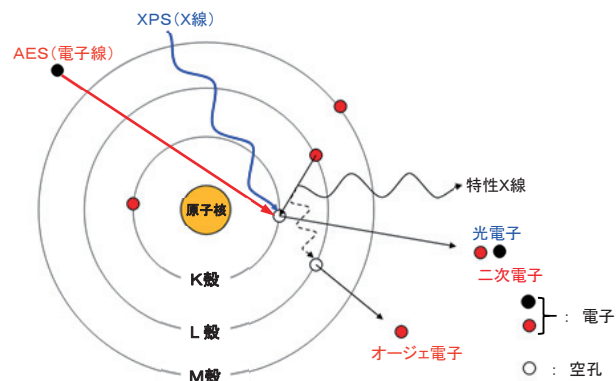 XPS（X線）
AES（電子線）
特性X線
原子核
光電子
二次電子
K殻
L殻
M殻
オージェ電子
： 電子
： 空孔